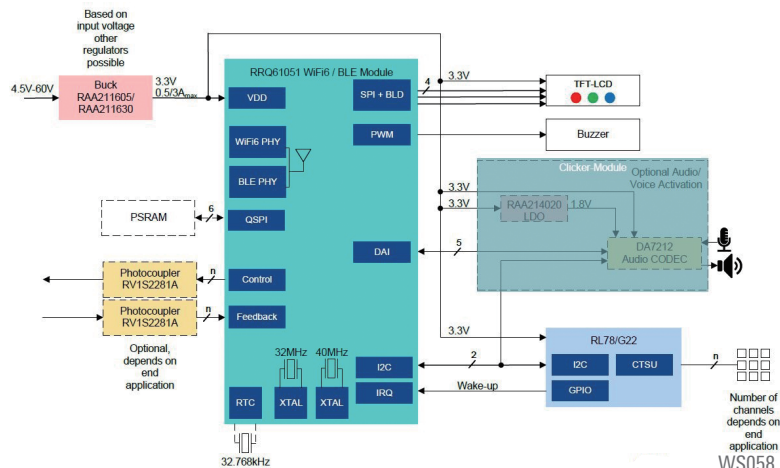 Based on
input voltage
other
regulators
possible
4.5V-60V
Buck
RAA211605/
RAA211630
3.3V
0.5/3Amax
RRQ61051 WiFi6 / BLE Module
VDD
WiFi6 PHY
BLE PHY
PSRAM
6
QSPI
Photocoupler
RV1S2281A
n
Control
Photocoupler
RV1S2281A
n
Feedback
Optional,
depends on
end
application
32MHz
40MHz
RTC
XTAL
XTAL
32.768kHz
SPI + BLD
4
PWM
DAI
5
I2C
2
IRQ
Wake-up
3.3V
TFT-LCD
Buzzer
Clicker-Module
Optional Audio/
Voice Activation
3.3V
3.3V
RAA214020
LDO
1.8V
DA7212
Audio CODEC
3.3V
RL78/G22
I2C
CTSU
GPIO
n
Number of
channels
depends on
end
application
WS058